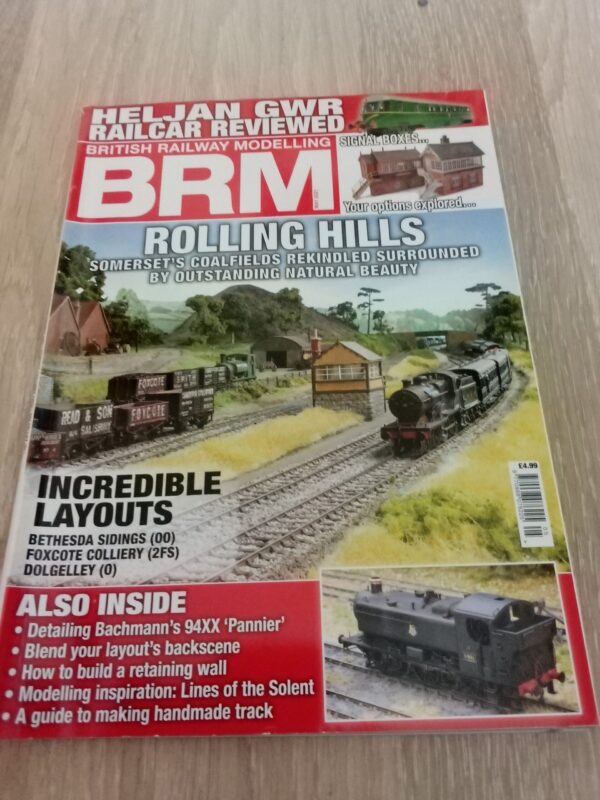 HELJAN GWR
RAILCAR REVIEWED
BRITISH RAILWAY MODELLING
BRM
SIGNAL BOXES...
Your options explored...
ROLLING HILLS
SOMERSET'S COALFIELDS REKINDLED SURROUNDED
BY OUTSTANDING NATURAL BEAUTY
FOXCOTE
READ & SON
SALISBURY
FOXCOTE
£4.99
INCREDIBLE
LAYOUTS
BETHESDA SIDINGS (00)
FOXCOTE COLLIERY (2FS)
DOLGELLEY (0)
ALSO INSIDE
• Detailing Bachmann's 94XX 'Pannier'
• Blend your layout's backscene
• How to build a retaining wall
• Modelling inspiration: Lines of the Solent
• A guide to making handmade track